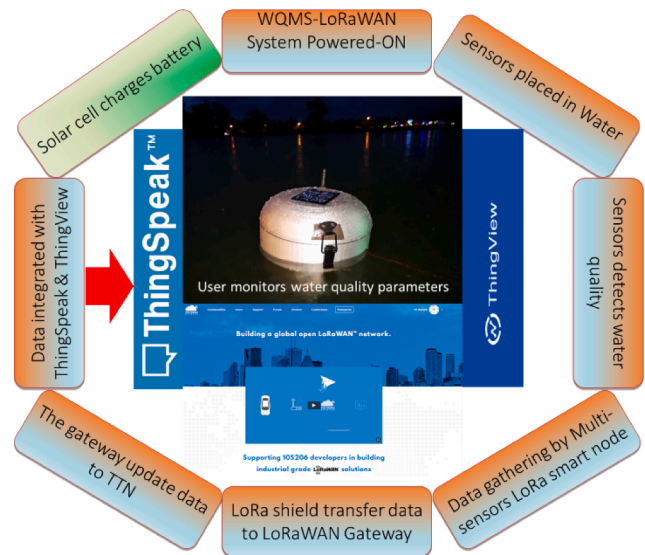 WQMS-LoRaWAN
System Powered-ON
Sensors placed in Water
Sensors detects water
quality
Data gathering by Multi-
sensors LoRa smart node
LoRa shield transfer data
to LoRaWAN Gateway
The gateway update data
to TTN
Data integrated with
ThingSpeak & ThingView
Solar cell charges battery
ThingSpeak™
User monitors water quality parameters
ThingView
Building a global open LoRaWAN™ network.
Supporting 105206 developers in building
industrial grade LoRaWAN solutions